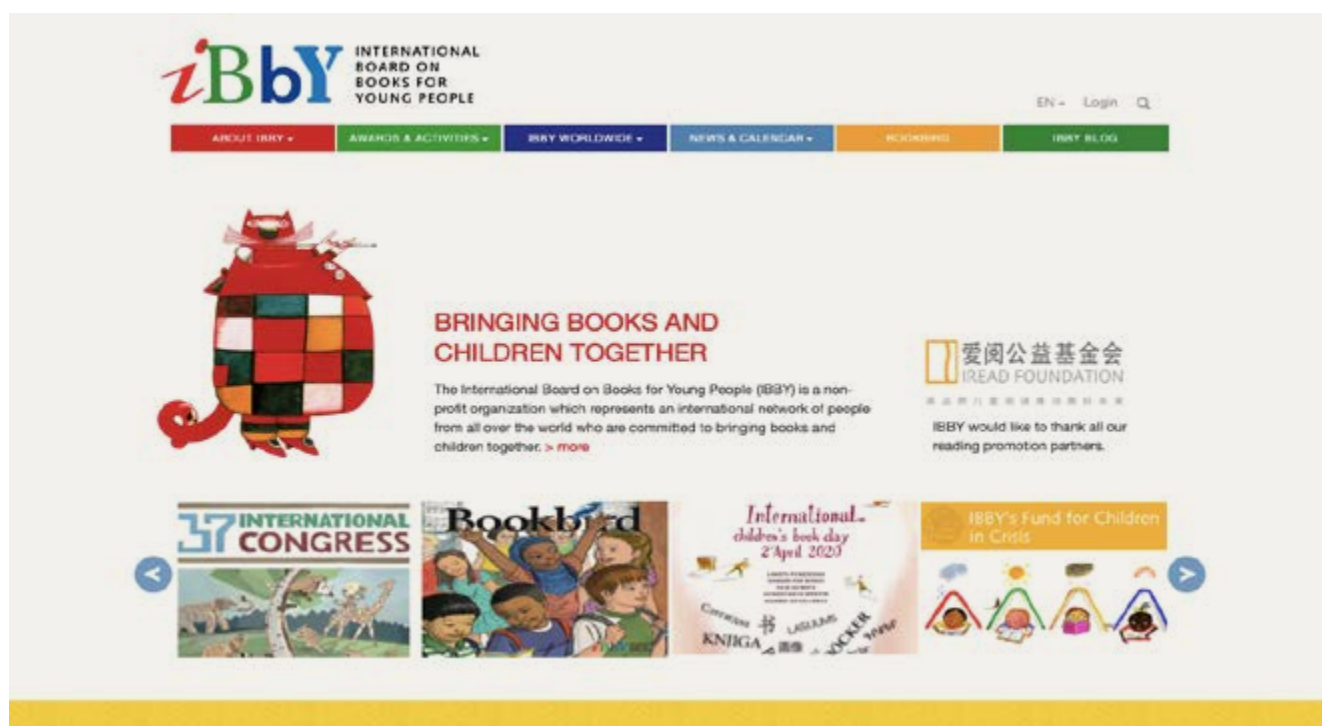 iBbY
INTERNATIONAL
BOARD ON
BOOKS FOR
YOUNG PEOPLE
EN Login
ABOUT IBBY AWARDS & ACTIVITIES IBBY WORLDWIDE NEWS & CALENDAR BOOKBIRD IBBY BLOG
BRINGING BOOKS AND
CHILDREN TOGETHER
The International Board on Books for Young People (IBBY) is a non-
profit organization which represents an international network of people
from all over the world who are committed to bringing books and
children together. > more
爱阅公益基金会
IREAD FOUNDATION
IBBY would like to thank all our
reading promotion partners.
37 INTERNATIONAL
CONGRESS
Bookbird
International
children's book day
2 April 2020
KNJIGA
书
IBBY's Fund for Children
in Crisis